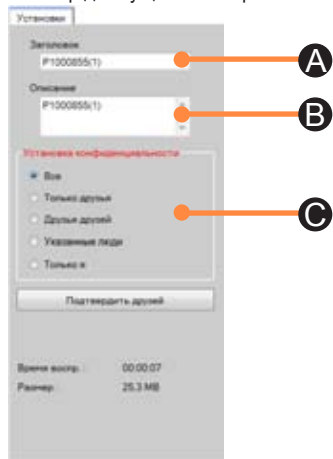 Установки
Заголовок
P1000855(1)
A
Описание
P1000855(1)
B
Установка конфиденциальности
Все
Только друзья
Друзья друзей
C
Указанные люди
Только я
Подтвердить друзей
Время воспр. : 00:00:07
Размер : 25.3 MB